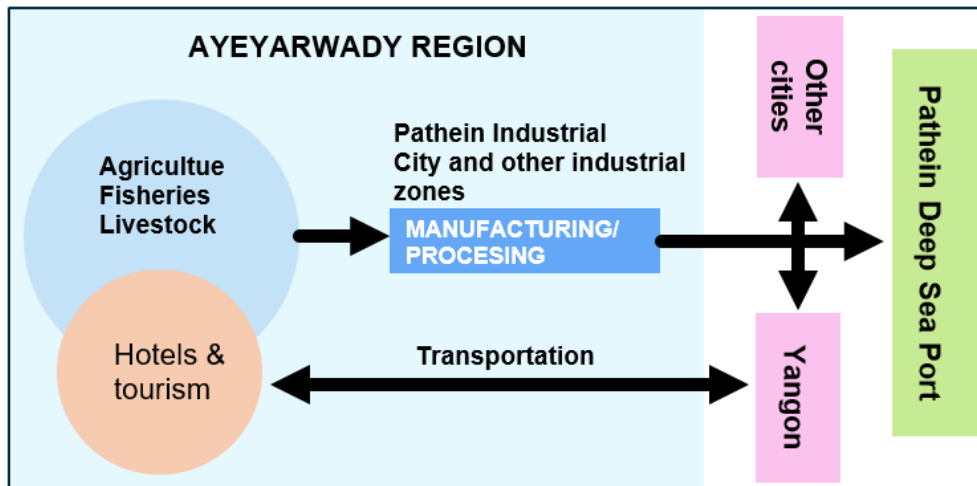 AYEYARWADY REGION
Agricultue
Fisheries
Livestock
Pathein Industrial
City and other industrial
zones
MANUFACTURING/
PROCESING
Hotels &
tourism
Transportation
Other
cities
Yangon
Pathein Deep Sea Port